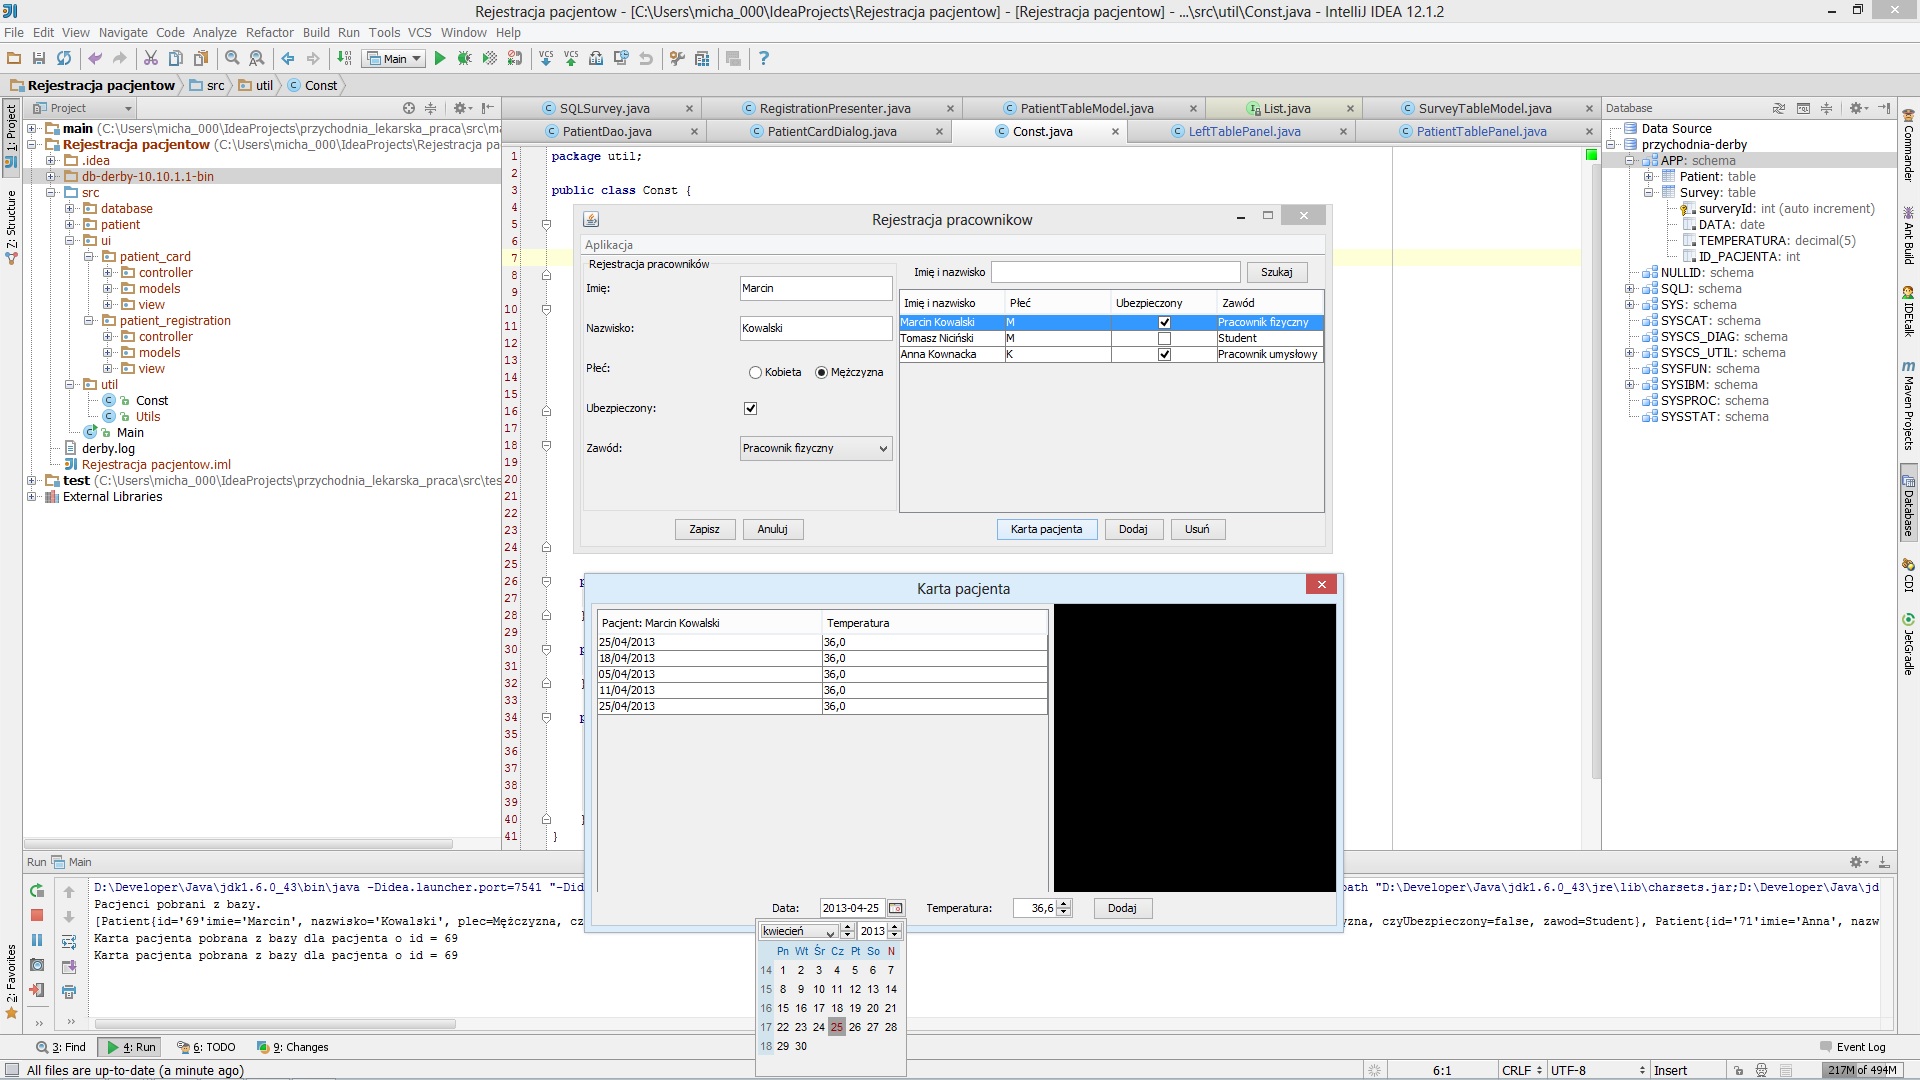 Rejestracja pacjentow - [C:\Users\micha_000\IdeaProjects\Rejestracja pacjentow] - [Rejestracja pacjentow] - ...\src\util\Const.java - IntelliJ IDEA 12.1.2
File Edit View Navigate Code Analyze Refactor Build Run Tools VCS Window Help
Main
Rejestracja pacjentow src util Const
Project
1: Project
Z: Structure
2: Favorites
main (C:\Users\micha_000\IdeaProjects\przychodnia_lekarska_praca\src\ma
Rejestracja pacjentow (C:\Users\micha_000\IdeaProjects\Rejestracja pa
.idea
db-derby-10.10.1.1-bin
src
database
patient
ui
patient_card
controller
models
view
patient_registration
controller
models
view
util
Const
Utils
Main
derby.log
Rejestracja pacjentow.iml
test (C:\Users\micha_000\IdeaProjects\przychodnia_lekarska_praca\src\tes
External Libraries
SQLSurvey.java RegistrationPresenter.java PatientTableModel.java List.java SurveyTableModel.java
PatientDao.java PatientCardDialog.java Const.java LeftTablePanel.java PatientTablePanel.java
1 package util;
2
3 public class Const {
4
5
6
7
8
9
10
11
12
13
14
15
16
17
18
19
20
21
22
23
24
25
26
27
28
29
30
31
32
33
34
35
36
37
38
39
40
41 }
Rejestracja pracownikow
Aplikacja
Rejestracja pracowników
Imię: Marcin
Nazwisko: Kowalski
Płeć: Kobieta Mężczyzna
Ubezpieczony:
Zawód: Pracownik fizyczny
Zapisz Anuluj
Imię i nazwisko Szukaj
Imię i nazwisko Płeć Ubezpieczony Zawód
Marcin Kowalski M Pracownik fizyczny
Tomasz Niciński M Student
Anna Kownacka K Pracownik umysłowy
Karta pacjenta Dodaj Usuń
Karta pacjenta
Pacjent: Marcin Kowalski Temperatura
25/04/2013 36,0
18/04/2013 36,0
05/04/2013 36,0
11/04/2013 36,0
25/04/2013 36,0
Data: 2013-04-25 Temperatura: 36,6 Dodaj
kwiecień 2013
Pn Wt Śr Cz Pt So N
14 1 2 3 4 5 6 7
15 8 9 10 11 12 13 14
16 15 16 17 18 19 20 21
17 22 23 24 25 26 27 28
18 29 30
Database
Data Source
przychodnia-derby
APP: schema
Patient: table
Survey: table
surveryId: int (auto increment)
DATA: date
TEMPERATURA: decimal(5)
ID_PACJENTA: int
NULLID: schema
SQLJ: schema
SYS: schema
SYSCAT: schema
SYSCS_DIAG: schema
SYSCS_UTIL: schema
SYSFUN: schema
SYSIBM: schema
SYSPROC: schema
SYSSTAT: schema
Commander
Ant Build
IDEtalk
Maven Projects
Database
CDI
JetGradle
Run Main
D:\Developer\Java\jdk1.6.0_43\bin\java -Didea.launcher.port=7541 "-Did path "D:\Developer\Java\jdk1.6.0_43\jre\lib\charsets.jar;D:\Developer\Java\jd
Pacjenci pobrani z bazy.
[Patient{id='69'imie='Marcin', nazwisko='Kowalski', plec=Mężczyzna, cz zna, czyUbezpieczony=false, zawod=Student}, Patient{id='71'imie='Anna', nazw
Karta pacjenta pobrana z bazy dla pacjenta o id = 69
Karta pacjenta pobrana z bazy dla pacjenta o id = 69
3: Find 4: Run 6: TODO 9: Changes Event Log
All files are up-to-date (a minute ago) 6:1 CRLF UTF-8 Insert 217M of 494M